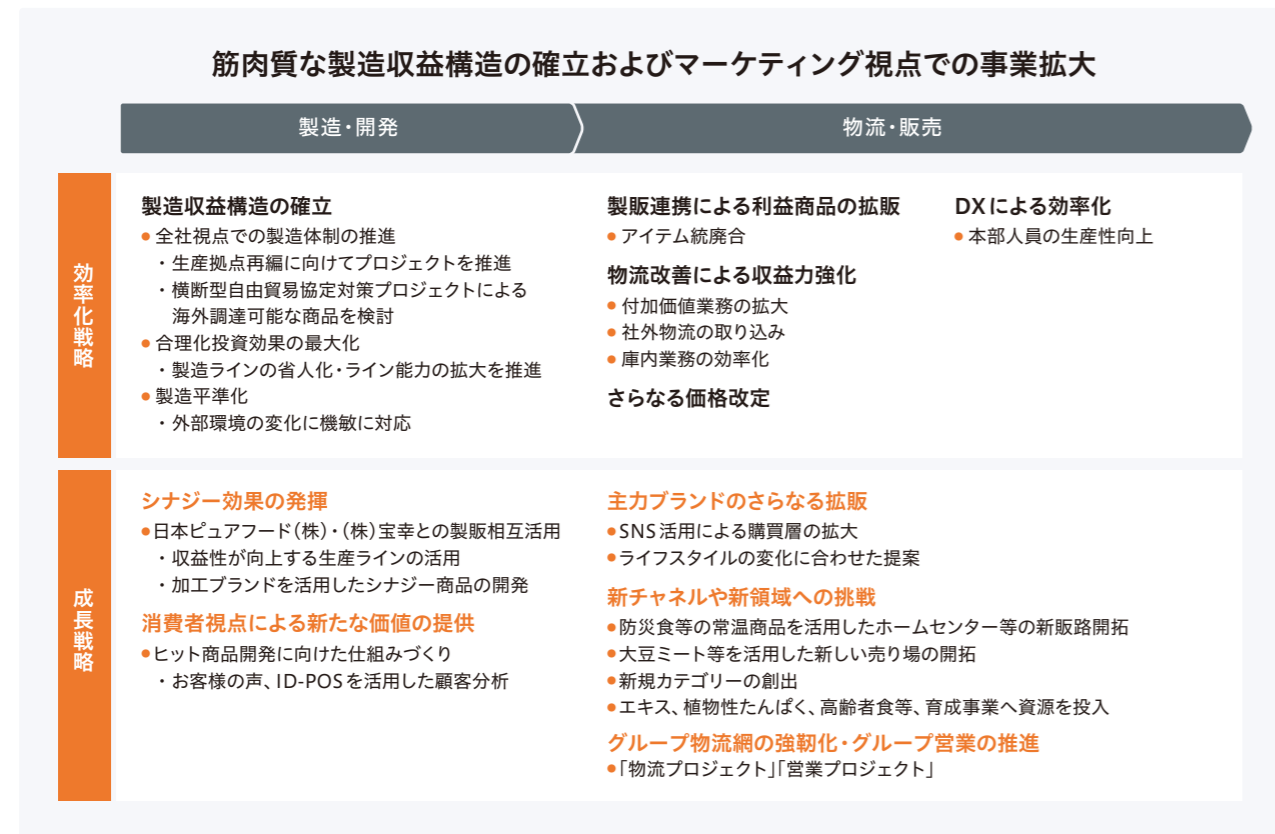 筋肉質な製造収益構造の確立およびマーケティング視点での事業拡大
製造・開発
物流・販売
効率化戦略
製造収益構造の確立
●全社視点での製造体制の推進
・生産拠点再編に向けてプロジェクトを推進
・横断型自由貿易協定対策プロジェクトによる
海外調達可能な商品を検討
●合理化投資効果の最大化
・製造ラインの省人化・ライン能力の拡大を推進
●製造平準化
・外部環境の変化に機敏に対応
製販連携による利益商品の拡販
●アイテム統廃合
物流改善による収益力強化
●付加価値業務の拡大
●社外物流の取り込み
●庫内業務の効率化
さらなる価格改定
DXによる効率化
●本部人員の生産性向上
成長戦略
シナジー効果の発揮
●日本ピュアフード(株)・(株)宝幸との製販相互活用
・収益性が向上する生産ラインの活用
・加工ブランドを活用したシナジー商品の開発
消費者視点による新たな価値の提供
●ヒット商品開発に向けた仕組みづくり
・お客様の声、ID-POSを活用した顧客分析
主力ブランドのさらなる拡販
●SNS活用による購買層の拡大
●ライフスタイルの変化に合わせた提案
新チャネルや新領域への挑戦
●防災食等の常温商品を活用したホームセンター等の新販路開拓
●大豆ミート等を活用した新しい売り場の開拓
●新規カテゴリーの創出
●エキス、植物性たんぱく、高齢者食等、育成事業へ資源を投入
グループ物流網の強靭化・グループ営業の推進
●「物流プロジェクト」「営業プロジェクト」